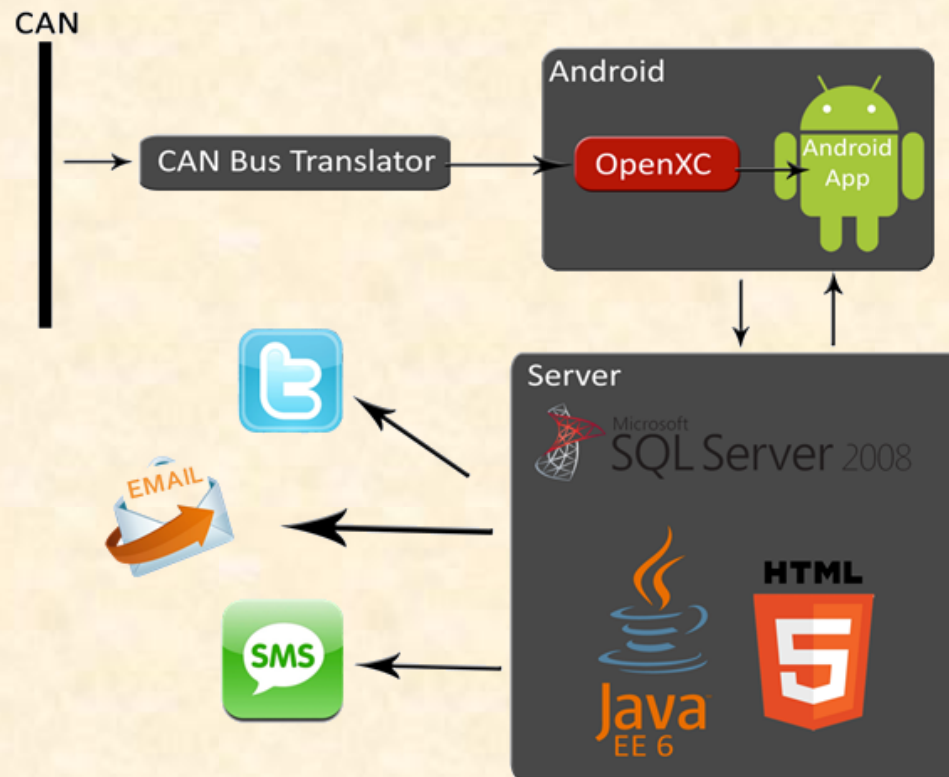 CAN
CAN Bus Translator
Android
OpenXC
Android
App
Server
Microsoft
SQL Server 2008
EMAIL
SMS
HTML
5
Java
EE 6